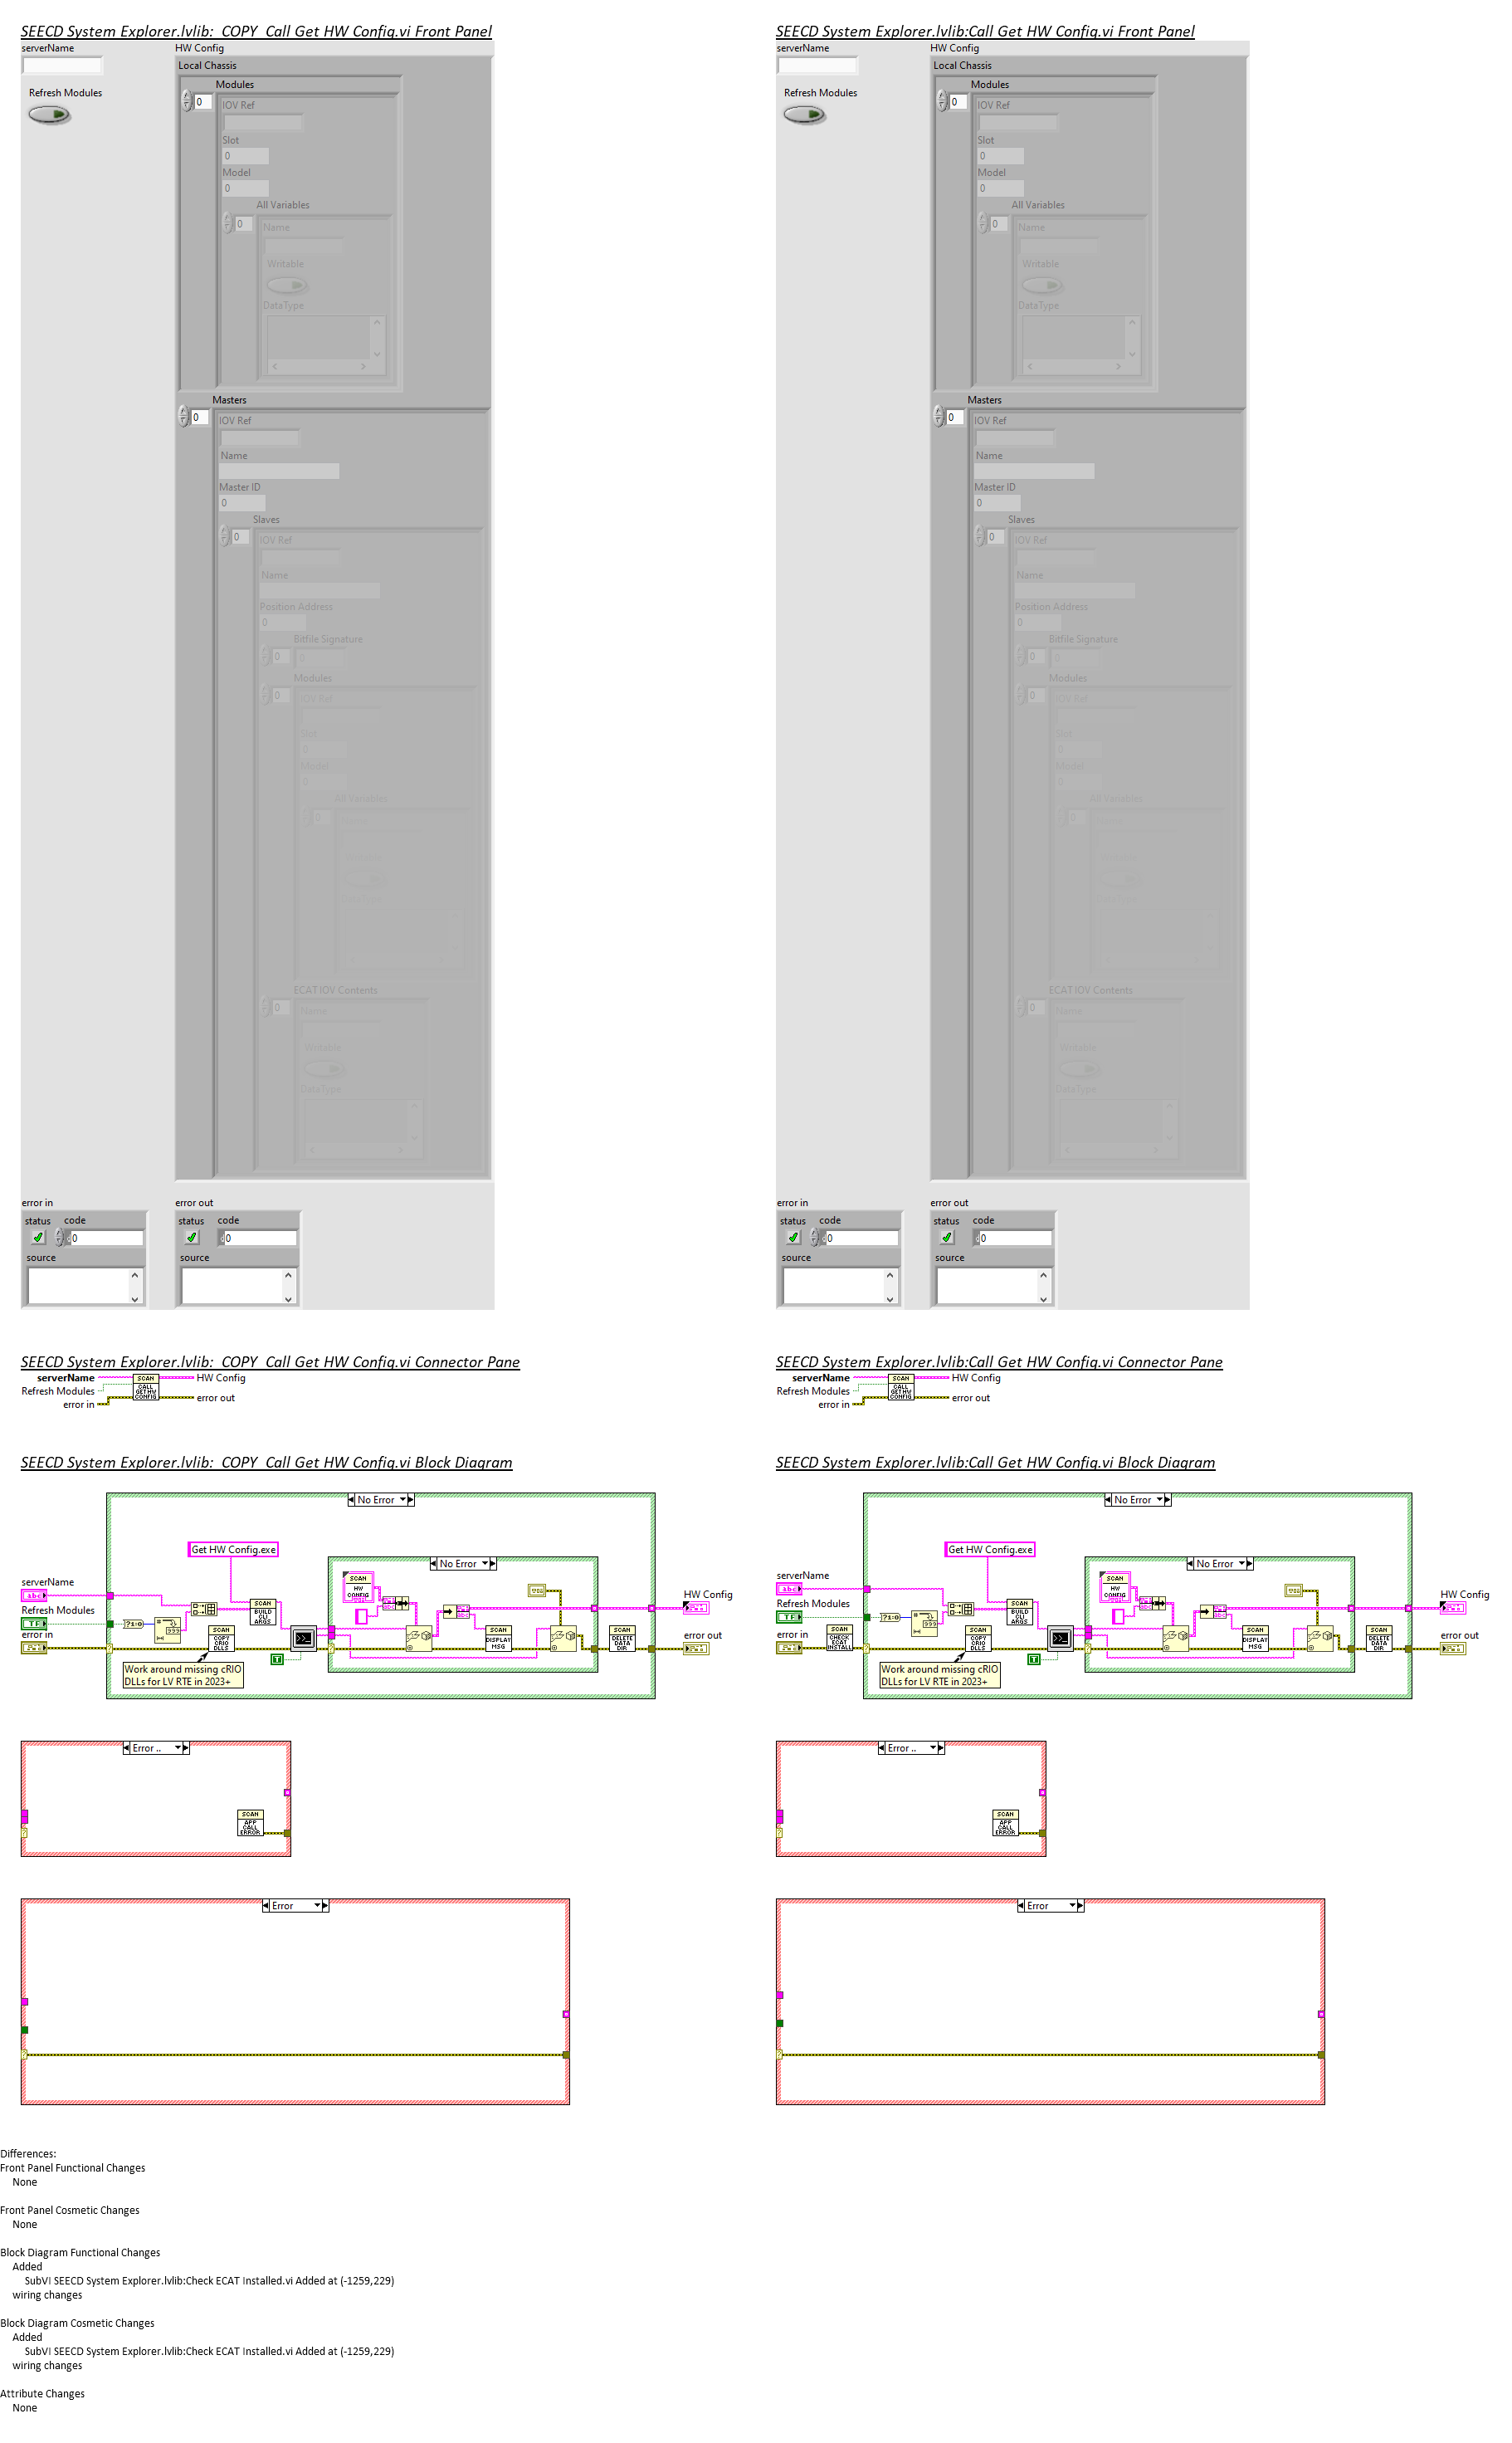 SEECD System Explorer.lvlib:_COPY_Call Get HW Config.vi Front Panel
serverName
HW Config
Local Chassis
Refresh Modules
Modules
0
IOV Ref
Slot
0
Model
0
All Variables
0
Name
Writable
DataType
Masters
0
IOV Ref
Name
Master ID
0
Slaves
0
IOV Ref
Name
Position Address
0
Bitfile Signature
0
0
Modules
0
IOV Ref
Slot
0
Model
0
All Variables
0
ECAT IOV Contents
0
Name
Writable
DataType
error in
error out
status code
0
source
status code
0
source
SEECD System Explorer.lvlib:Call Get HW Config.vi Front Panel
serverName
HW Config
Local Chassis
Refresh Modules
Modules
0
IOV Ref
Slot
0
Model
0
All Variables
0
Name
Writable
DataType
Masters
0
IOV Ref
Name
Master ID
0
Slaves
0
IOV Ref
Name
Position Address
0
Bitfile Signature
0
0
Modules
0
IOV Ref
Slot
0
Model
0
All Variables
0
ECAT IOV Contents
0
Name
Writable
DataType
error in
error out
status code
0
source
status code
0
source
SEECD System Explorer.lvlib:_COPY_Call Get HW Config.vi Connector Pane
serverName
Refresh Modules
error in
SCAN
CALL
GET HW
CONFIG
HW Config
error out
SEECD System Explorer.lvlib:Call Get HW Config.vi Connector Pane
serverName
Refresh Modules
error in
SCAN
CALL
GET HW
CONFIG
HW Config
error out
SEECD System Explorer.lvlib:_COPY_Call Get HW Config.vi Block Diagram
No Error
Get HW Config.exe
No Error
serverName
abc
Refresh Modules
TF
error in
?1:0
SCAN
BUILD
CLI
ARGS
SCAN
COPY
CRIO
DLLS
SCAN
HW
CONFIG
SCAN
DISPLAY
MSG
SCAN
DELETE
DATA
DIR
T
HW Config
error out
Work around missing cRIO
DLLs for LV RTE in 2023+
Error ..
SCAN
APP
CALL
ERROR
Error
SEECD System Explorer.lvlib:Call Get HW Config.vi Block Diagram
No Error
Get HW Config.exe
No Error
serverName
abc
Refresh Modules
TF
error in
SCAN
CHECK
ECAT
INSTALL
?1:0
SCAN
BUILD
CLI
ARGS
SCAN
COPY
CRIO
DLLS
SCAN
HW
CONFIG
SCAN
DISPLAY
MSG
SCAN
DELETE
DATA
DIR
T
HW Config
error out
Work around missing cRIO
DLLs for LV RTE in 2023+
Error ..
SCAN
APP
CALL
ERROR
Error
Differences:
Front Panel Functional Changes
None
Front Panel Cosmetic Changes
None
Block Diagram Functional Changes
Added
SubVI SEECD System Explorer.lvlib:Check ECAT Installed.vi Added at (-1259,229)
wiring changes
Block Diagram Cosmetic Changes
Added
SubVI SEECD System Explorer.lvlib:Check ECAT Installed.vi Added at (-1259,229)
wiring changes
Attribute Changes
None